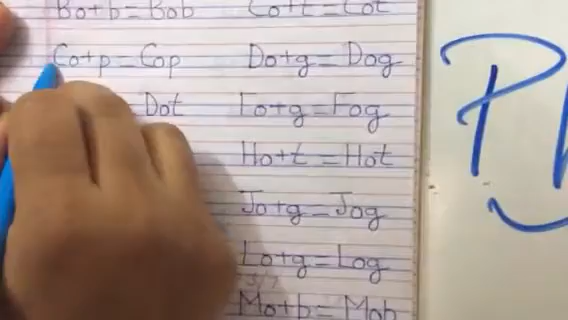 Bo+b=Bob Co+t=Cot
Co+p=Cop Do+g=Dog
Dot Fo+g=Fog
Ho+t=Hot
Jo+g=Jog
Lo+g=Log
Mo+b=Mob